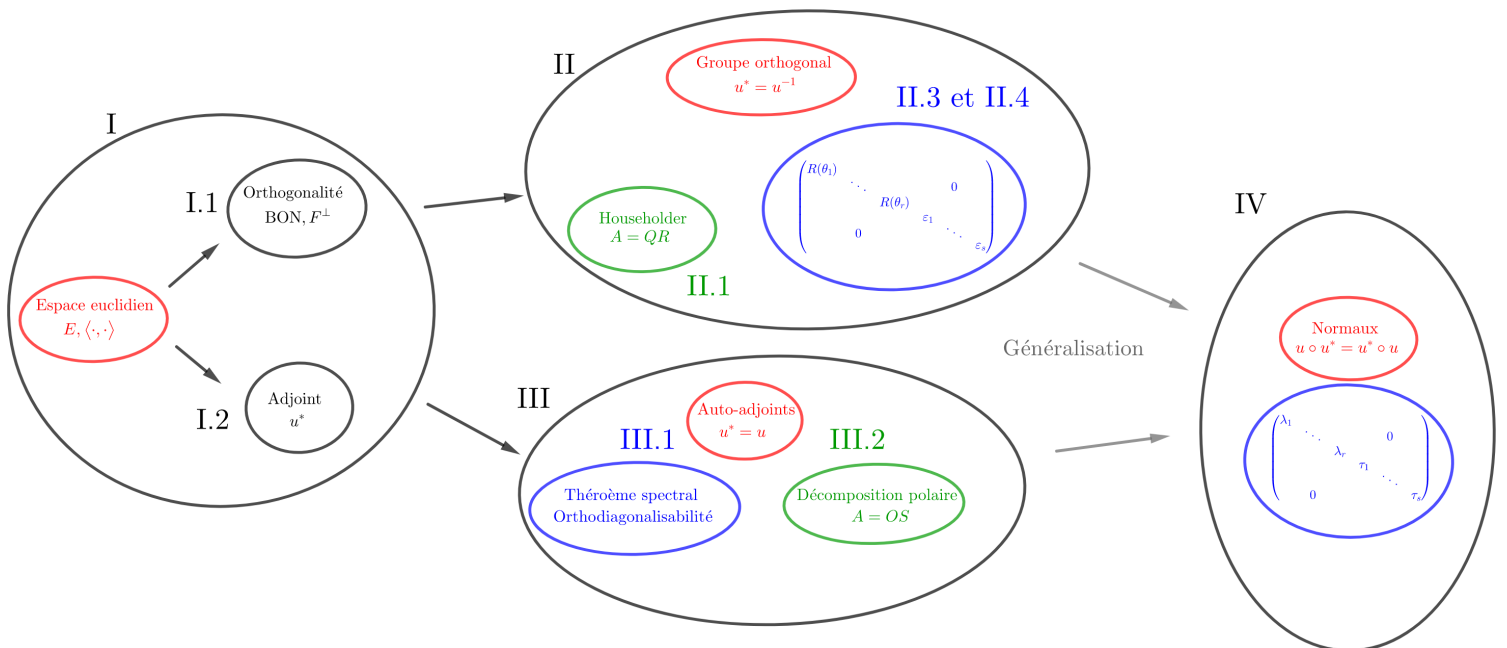 I
I.1
Orthogonalité
BON, F^⊥
Espace euclidien
E, ⟨·, ·⟩
I.2
Adjoint
u*
II
Groupe orthogonal
u* = u⁻¹
II.3 et II.4
R(θ₁)
⋱
0
R(θᵣ)
ε₁
0
⋱
εₛ
Householder
A = QR
II.1
III
Auto-adjoints
u* = u
III.1
III.2
Théroème spectral
Orthodiagonalisabilité
Décomposition polaire
A = OS
Généralisation
IV
Normaux
u ∘ u* = u* ∘ u
λ₁
⋱
0
λᵣ
τ₁
⋱
0
τₛ